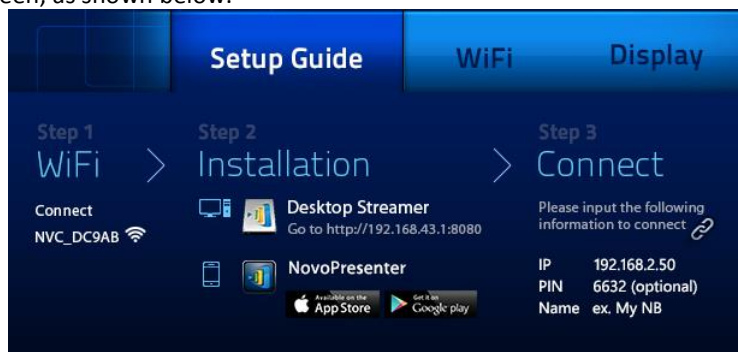 een, as shown below:
Setup Guide
WiFi
Display
Step 1
WiFi
Connect
NVC_DC9AB
Step 2
Installation
Desktop Streamer
Go to http://192.168.43.1:8080
NovoPresenter
Available on the
App Store
Get it on
Google play
Step 3
Connect
Please input the following
information to connect
IP 192.168.2.50
PIN 6632 (optional)
Name ex. My NB